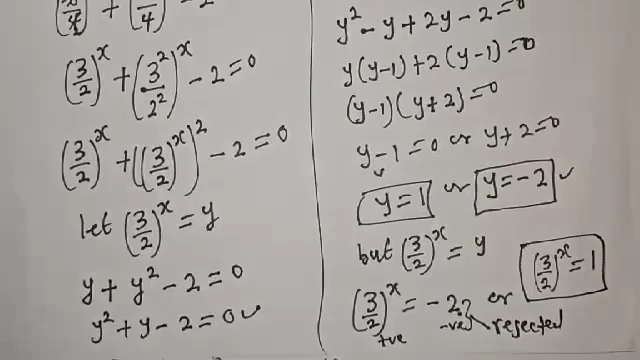 + (/4) - 2
(3/2)^x + (3^2/2^2)^x - 2 = 0
(3/2)^x + ((3/2)^x)^2 - 2 = 0
let (3/2)^x = y
y + y^2 - 2 = 0
y^2 + y - 2 = 0 ✓
y^2 - y + 2y - 2 = 0
y(y-1) + 2(y-1) = 0
(y-1)(y+2) = 0
y - 1 = 0 or y + 2 = 0
y = 1 or y = -2 ✓
but (3/2)^x = y
(3/2)^x = -2? or (3/2)^x = 1
+ve -ve rejected